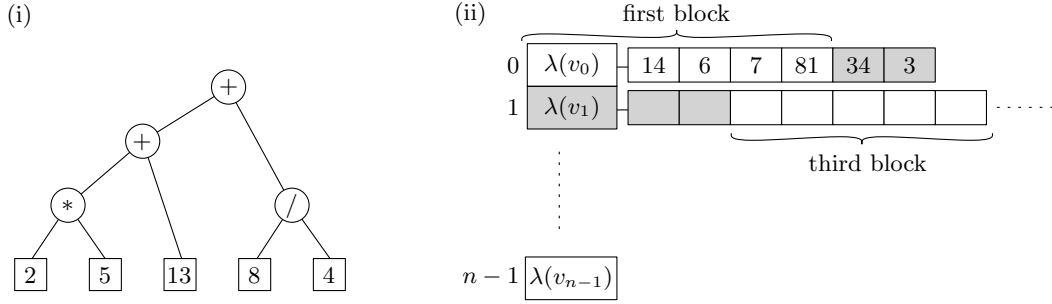 (i)
+
+
* /
2 5 13 8 4
(ii)
first block
0 λ(v₀) 14 6 7 81 34 3
1 λ(v₁)
third block
n − 1 λ(vₙ₋₁)